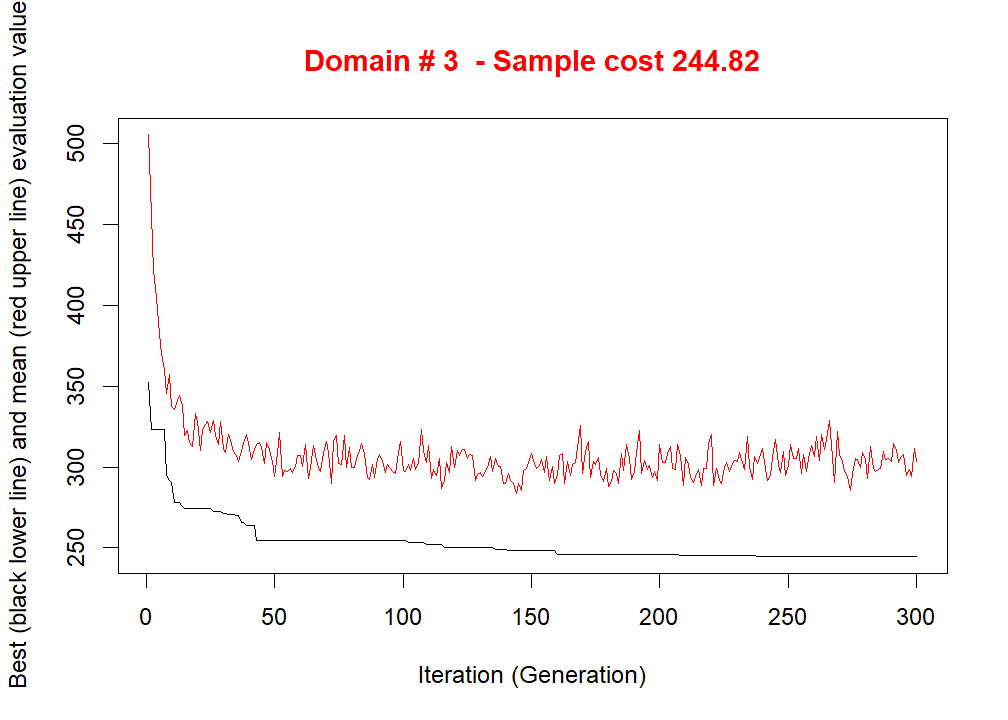 Domain # 3  - Sample cost 244.82
Best (black lower line) and mean (red upper line) evaluation value
500
450
400
350
300
250
0 50 100 150 200 250 300
Iteration (Generation)